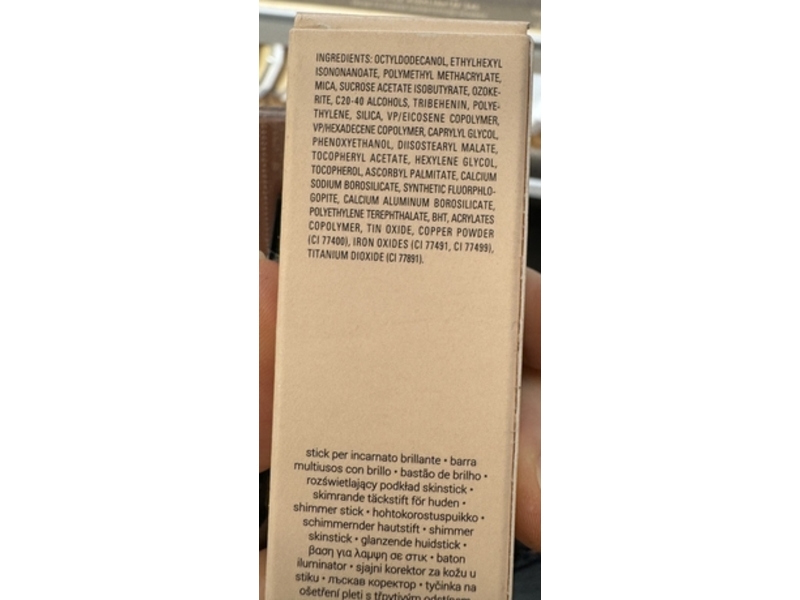 INGREDIENTS: OCTYLDODECANOL, ETHYLHEXYL
ISONONANOATE, POLYMETHYL METHACRYLATE,
MICA, SUCROSE ACETATE ISOBUTYRATE, OZOKE-
RITE, C20-40 ALCOHOLS, TRIBEHENIN, POLYE-
THYLENE, SILICA, VP/EICOSENE COPOLYMER,
VP/HEXADECENE COPOLYMER, CAPRYLYL GLYCOL,
PHENOXYETHANOL, DIISOSTEARYL MALATE,
TOCOPHERYL ACETATE, HEXYLENE GLYCOL,
TOCOPHEROL, ASCORBYL PALMITATE, CALCIUM
SODIUM BOROSILICATE, SYNTHETIC FLUORPHLO-
GOPITE, CALCIUM ALUMINUM BOROSILICATE,
POLYETHYLENE TEREPHTHALATE, BHT, ACRYLATES
COPOLYMER, TIN OXIDE, COPPER POWDER
(CI 77400), IRON OXIDES (CI 77491, CI 77499),
TITANIUM DIOXIDE (CI 77891).
stick per incarnato brillante • barra
multiusos con brillo • bastão de brilho •
rozświetlający podkład skinstick •
skimrande täckstift för huden •
shimmer stick • hohtokorostuspuikko •
schimmernder hautstift • shimmer
skinstick • glanzende huidstick •
βαση για λαμψη σε στικ • baton
iluminator • sjajni korektor za kožu u
stiku • лъскав коректор • tyčinka na
ošetření pleti s třpytivým odstínem